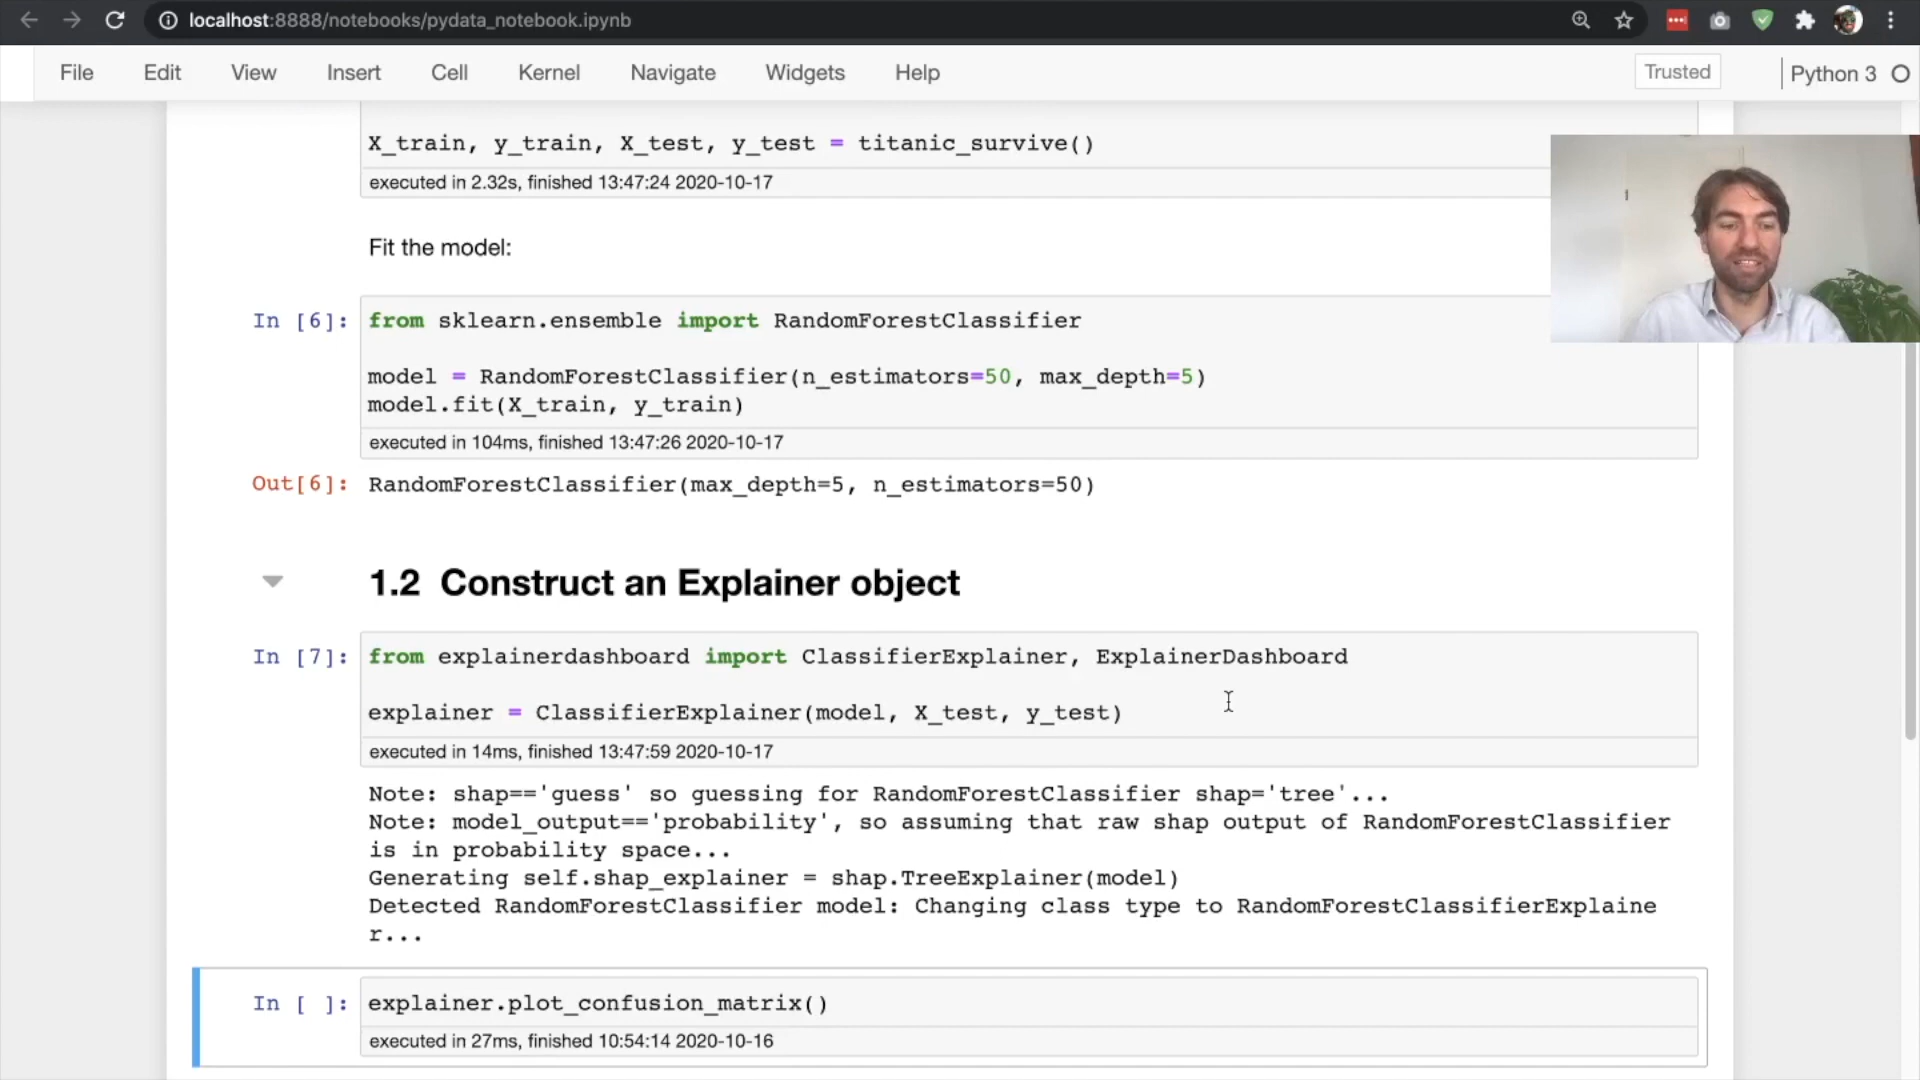 localhost:8888/notebooks/pydata_notebook.ipynb
File Edit View Insert Cell Kernel Navigate Widgets Help Trusted Python 3
X_train, y_train, X_test, y_test = titanic_survive()
executed in 2.32s, finished 13:47:24 2020-10-17
Fit the model:
In [6]: from sklearn.ensemble import RandomForestClassifier
model = RandomForestClassifier(n_estimators=50, max_depth=5)
model.fit(X_train, y_train)
executed in 104ms, finished 13:47:26 2020-10-17
Out[6]: RandomForestClassifier(max_depth=5, n_estimators=50)
1.2 Construct an Explainer object
In [7]: from explainerdashboard import ClassifierExplainer, ExplainerDashboard
explainer = ClassifierExplainer(model, X_test, y_test)
executed in 14ms, finished 13:47:59 2020-10-17
Note: shap=='guess' so guessing for RandomForestClassifier shap='tree'...
Note: model_output=='probability', so assuming that raw shap output of RandomForestClassifier
is in probability space...
Generating self.shap_explainer = shap.TreeExplainer(model)
Detected RandomForestClassifier model: Changing class type to RandomForestClassifierExplaine
r...
In [ ]: explainer.plot_confusion_matrix()
executed in 27ms, finished 10:54:14 2020-10-16